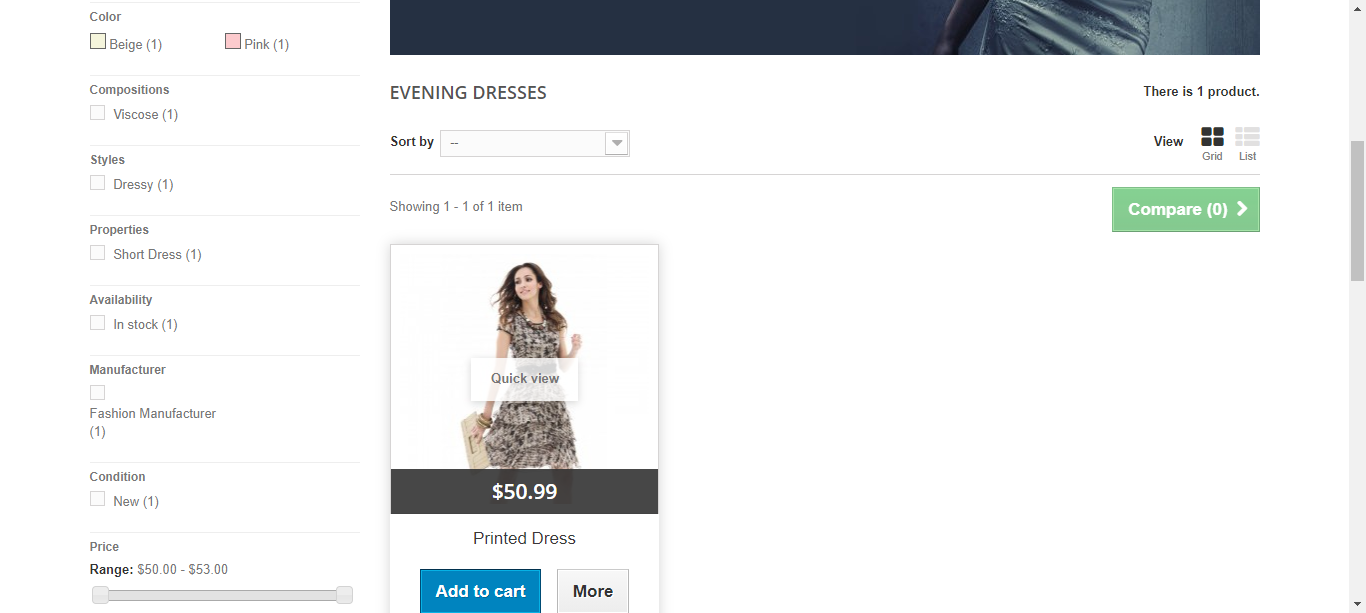 Color
Beige (1) Pink (1)
Compositions
Viscose (1)
Styles
Dressy (1)
Properties
Short Dress (1)
Availability
In stock (1)
Manufacturer
Fashion Manufacturer
(1)
Condition
New (1)
Price
Range: $50.00 - $53.00
EVENING DRESSES
There is 1 product.
Sort by --
View
Grid List
Showing 1 - 1 of 1 item
Compare (0)
Quick view
$50.99
Printed Dress
Add to cart More